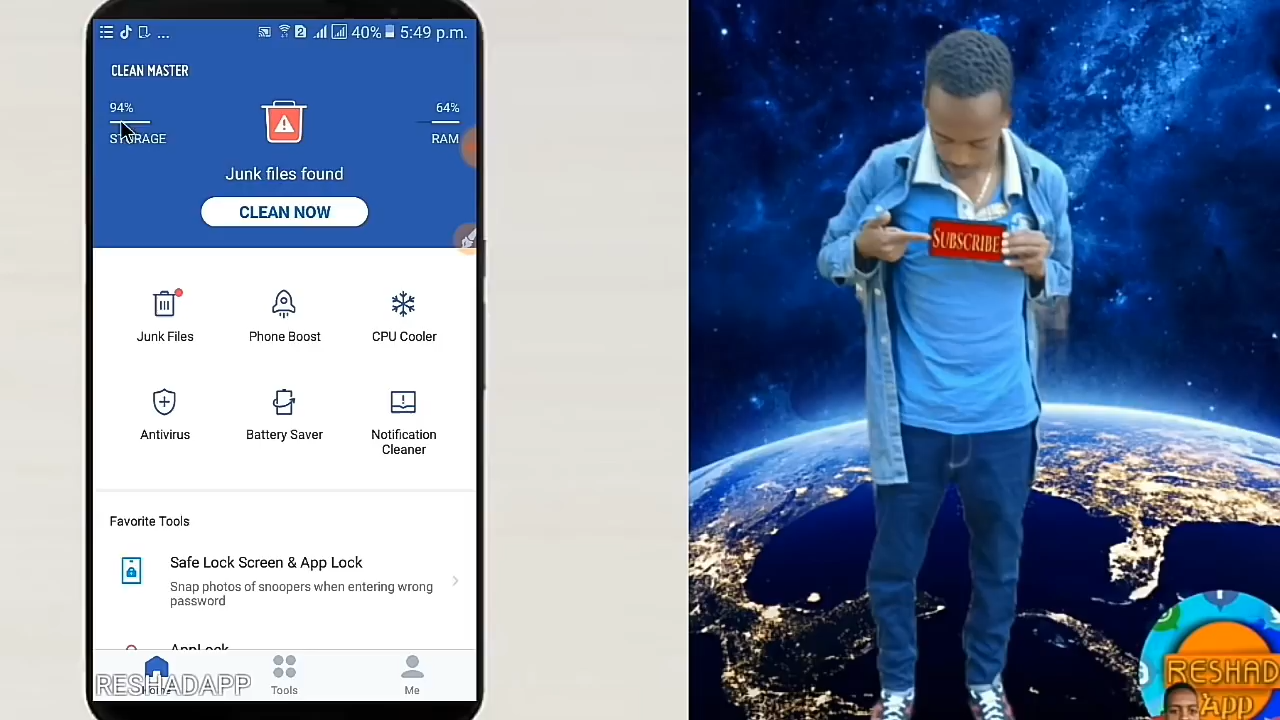 ... 2 40% 5:49 p.m.
CLEAN MASTER
94%
STORAGE
64%
RAM
Junk files found
CLEAN NOW
Junk Files
Phone Boost
CPU Cooler
Antivirus
Battery Saver
Notification
Cleaner
Favorite Tools
Safe Lock Screen & App Lock
Snap photos of snoopers when entering wrong
password
AppLock
Tools
Me
RESHADAPP
SUBSCRIBE
RESHAD
App